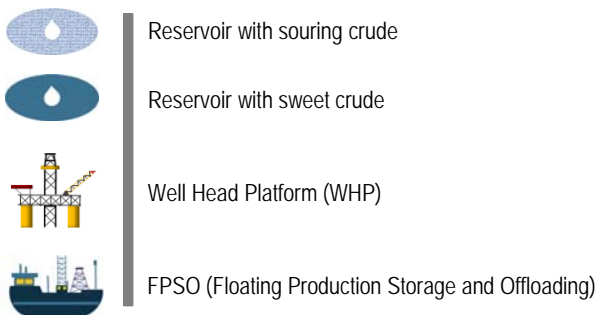 Reservoir with souring crude
Reservoir with sweet crude
Well Head Platform (WHP)
FPSO (Floating Production Storage and Offloading)